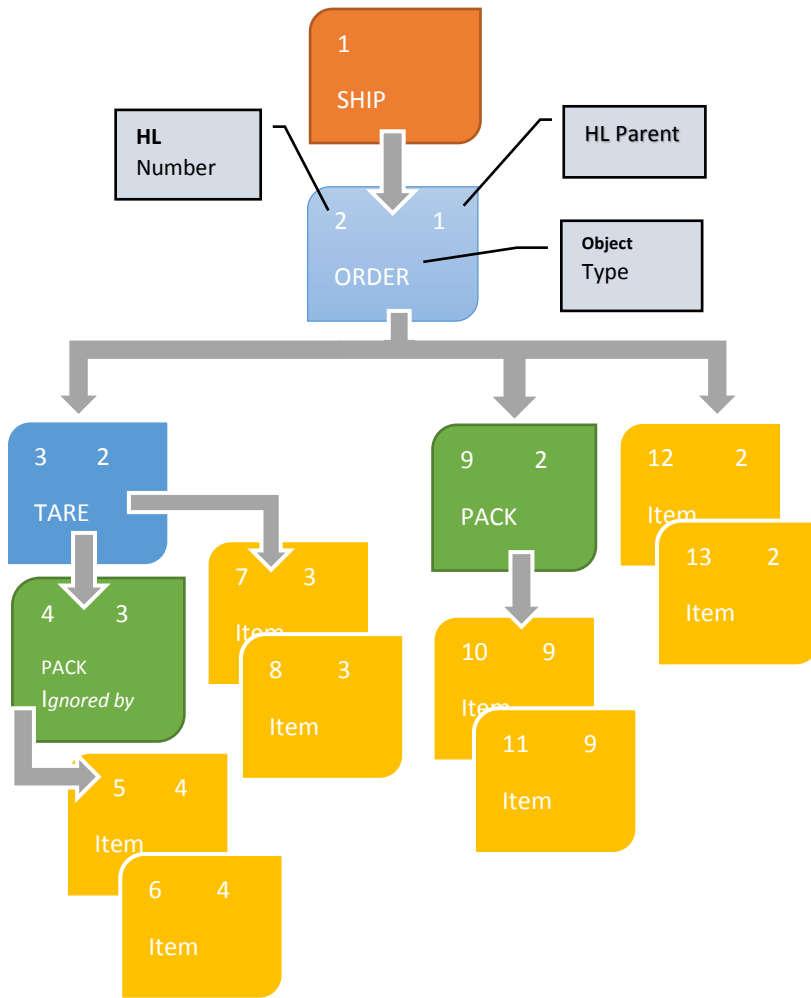 1
SHIP
HL
Number
HL Parent
2 1
ORDER
Object
Type
3 2
TARE
9 2
PACK
12 2
Item
13 2
Item
4 3
PACK
Ignored by
7 3
Item
8 3
Item
10 9
Item
11 9
Item
5 4
Item
6 4
Item